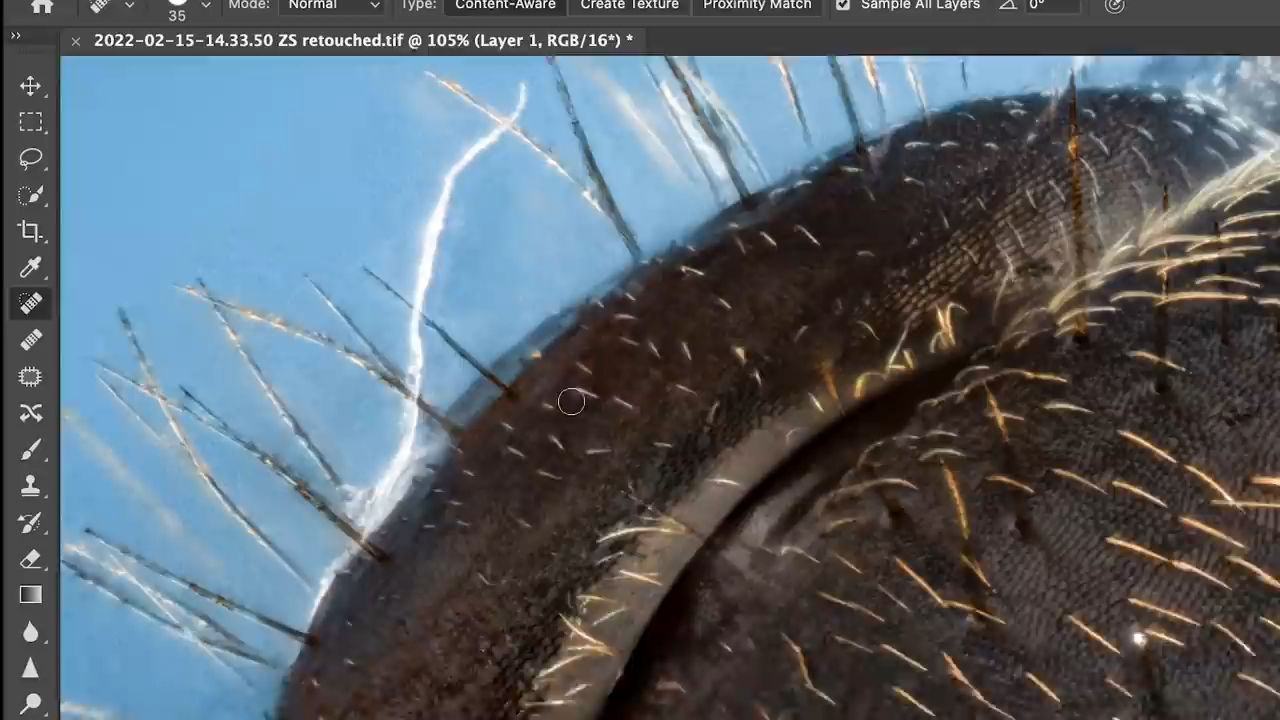 35 Mode: Normal Type: Content-Aware Create Texture Proximity Match Sample All Layers 0°
2022-02-15-14.33.50 ZS retouched.tif @ 105% (Layer 1, RGB/16*) *